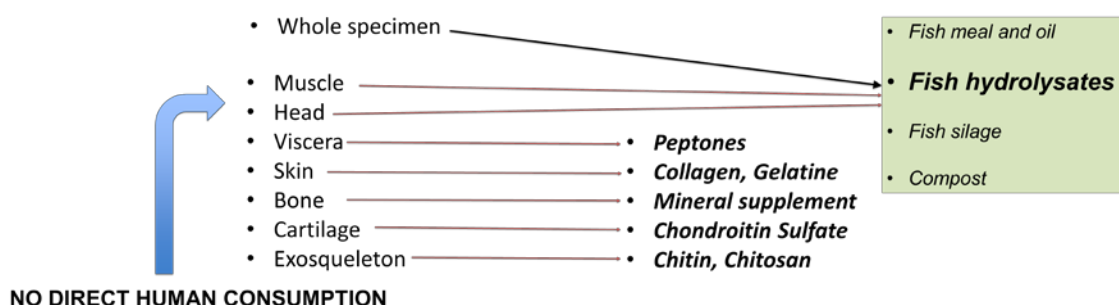 • Whole specimen
• Muscle
• Head
• Viscera
• Skin
• Bone
• Cartilage
• Exosqueleton
• Peptones
• Collagen, Gelatine
• Mineral supplement
• Chondroitin Sulfate
• Chitin, Chitosan
• Fish meal and oil
• Fish hydrolysates
• Fish silage
• Compost
NO DIRECT HUMAN CONSUMPTION